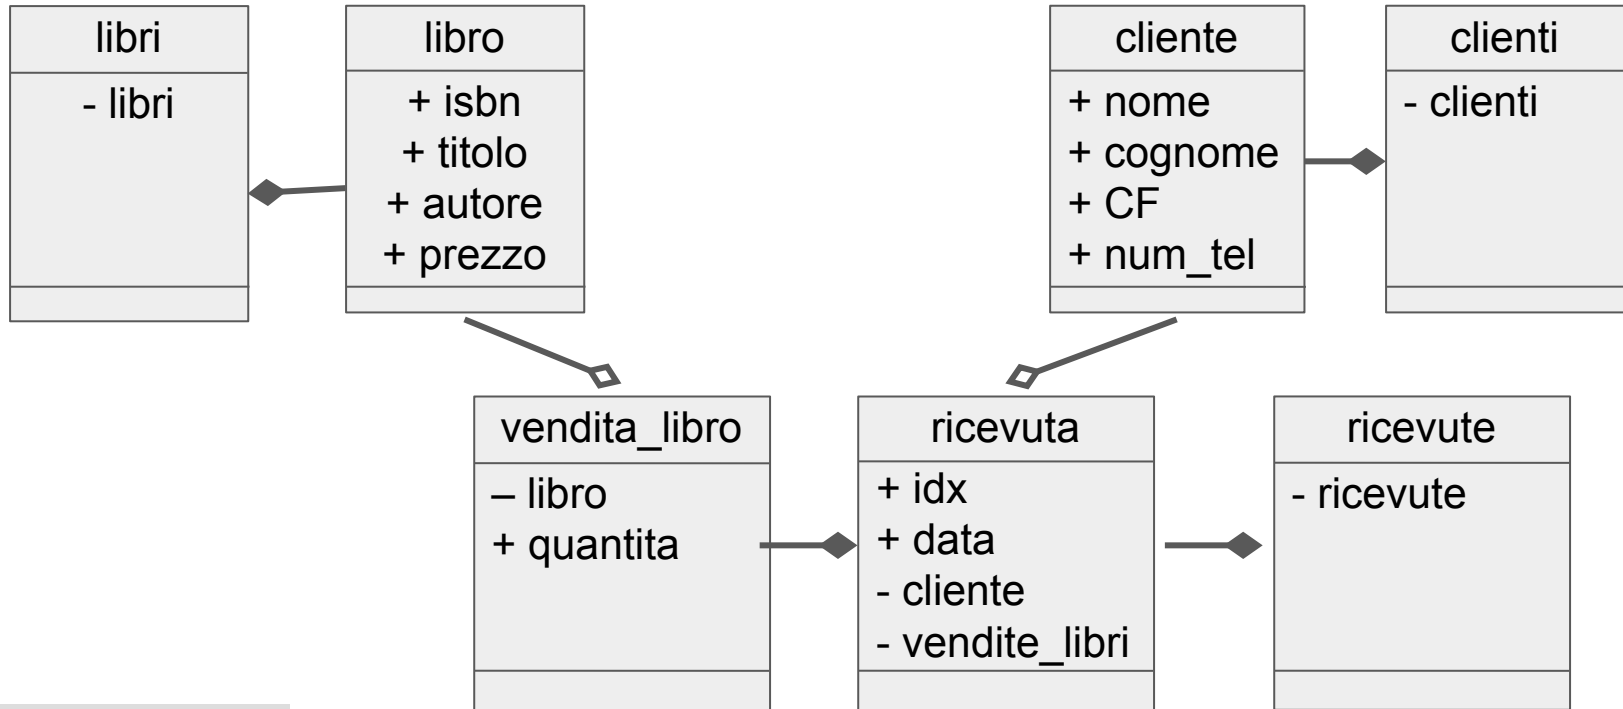 libri
- libri
libro
+ isbn
+ titolo
+ autore
+ prezzo
cliente
+ nome
+ cognome
+ CF
+ num_tel
clienti
- clienti
vendita_libro
– libro
+ quantita
ricevuta
+ idx
+ data
- cliente
- vendite_libri
ricevute
- ricevute